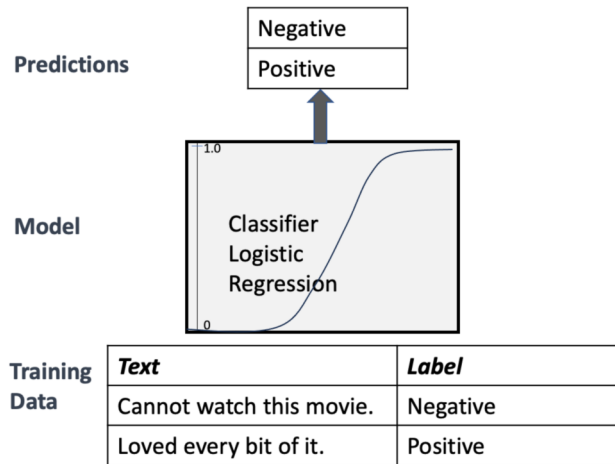 Predictions
Negative
Positive
Model
1.0
Classifier
Logistic
Regression
0
Training
Data
Text Label
Cannot watch this movie. Negative
Loved every bit of it. Positive